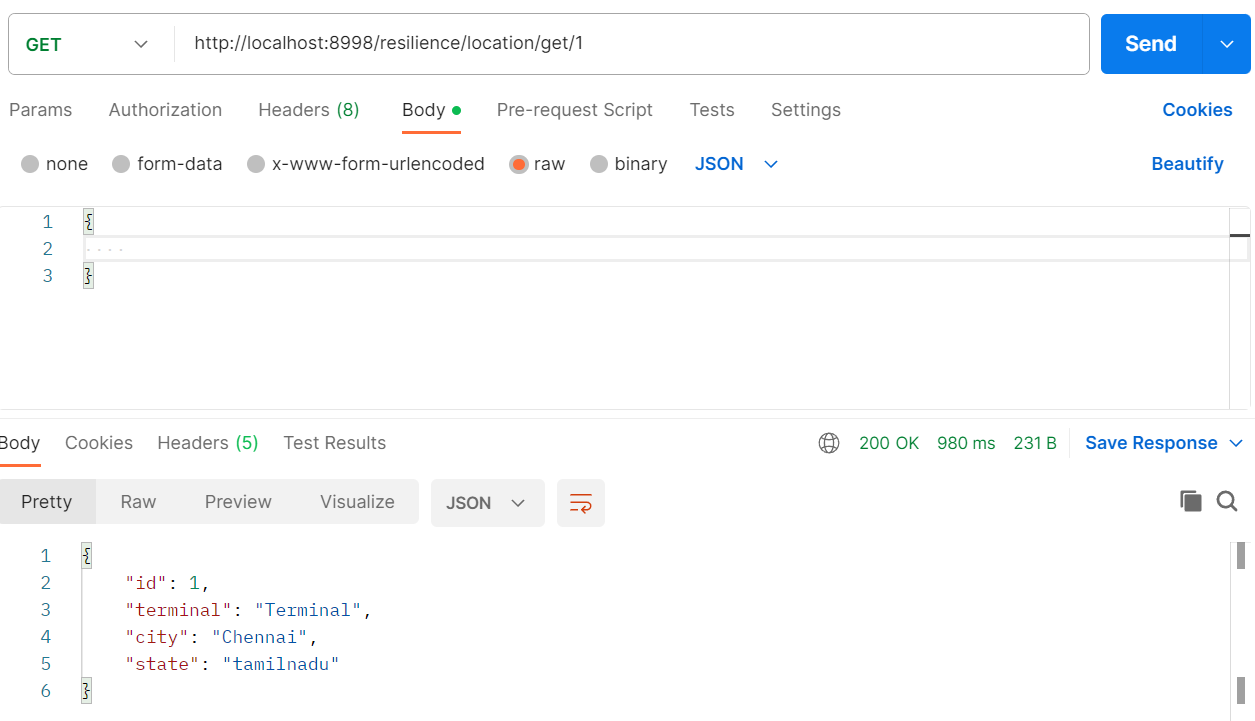 GET http://localhost:8998/resilience/location/get/1 Send
Params Authorization Headers (8) Body Pre-request Script Tests Settings Cookies
none form-data x-www-form-urlencoded raw binary JSON Beautify
1 {
2
3 }
Body Cookies Headers (5) Test Results 200 OK 980 ms 231 B Save Response
Pretty Raw Preview Visualize JSON
1 {
2 "id": 1,
3 "terminal": "Terminal",
4 "city": "Chennai",
5 "state": "tamilnadu"
6 }